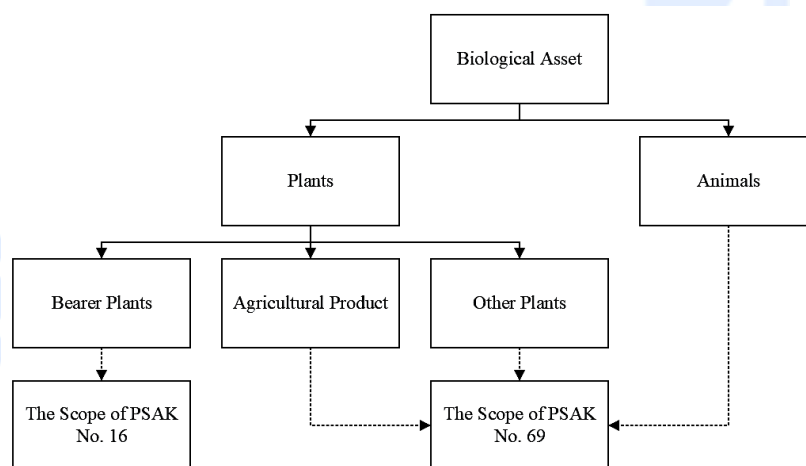 Biological Asset
Plants
Animals
Bearer Plants
Agricultural Product
Other Plants
The Scope of PSAK
No. 16
The Scope of PSAK
No. 69